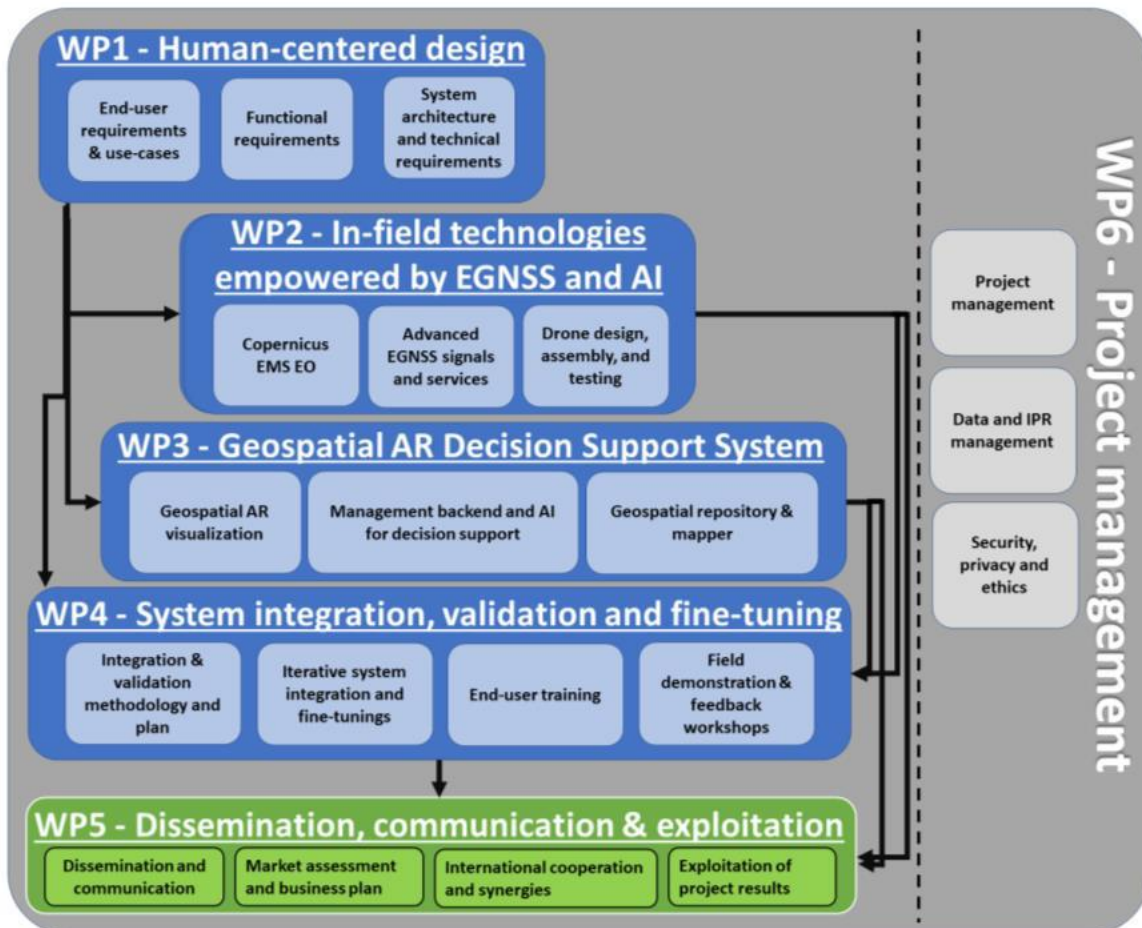 WP1 - Human-centered design
End-user
requirements
& use-cases
Functional
requirements
System
architecture
and technical
requirements
WP2 - In-field technologies
empowered by EGNSS and AI
Copernicus
EMS EO
Advanced
EGNSS signals
and services
Drone design,
assembly, and
testing
WP3 - Geospatial AR Decision Support System
Geospatial AR
visualization
Management backend and AI
for decision support
Geospatial repository &
mapper
WP4 - System integration, validation and fine-tuning
Integration &
validation
methodology and
plan
Iterative system
integration and
fine-tunings
End-user training
Field
demonstration &
feedback
workshops
WP5 - Dissemination, communication & exploitation
Dissemination and
communication
Market assessment
and business plan
International cooperation
and synergies
Exploitation of
project results
Project
management
Data and IPR
management
Security,
privacy and
ethics
WP6 - Project management